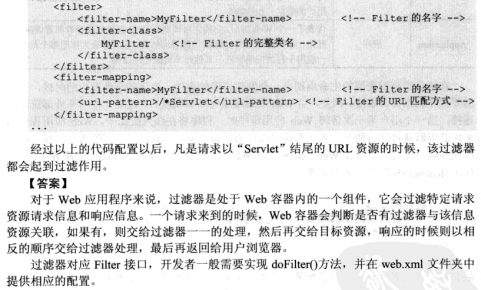 <filter>
<filter-name>MyFilter</filter-name> <!-- Filter 的名字 -->
<filter-class>
MyFilter <!-- Filter 的完整类名 -->
</filter-class>
</filter>
<filter-mapping>
<filter-name>MyFilter</filter-name> <!-- Filter 的名字 -->
<url-pattern>/*Servlet</url-pattern> <!-- Filter 的 URL 匹配方式 -->
</filter-mapping>
...
经过以上的代码配置以后，凡是请求以“Servlet”结尾的 URL 资源的时候，该过滤器
都会起到过滤作用。
【答案】
对于 Web 应用程序来说，过滤器是处于 Web 容器内的一个组件，它会过滤特定请求
资源请求信息和响应信息。一个请求来到的时候，Web 容器会判断是否有过滤器与该信息
资源关联，如果有，则交给过滤器一一的处理，然后再交给目标资源，响应的时候则以相
反的顺序交给过滤器处理，最后再返回给用户浏览器。
过滤器对应 Filter 接口，开发者一般需要实现 doFilter()方法，并在 web.xml 文件夹中
提供相应的配置。